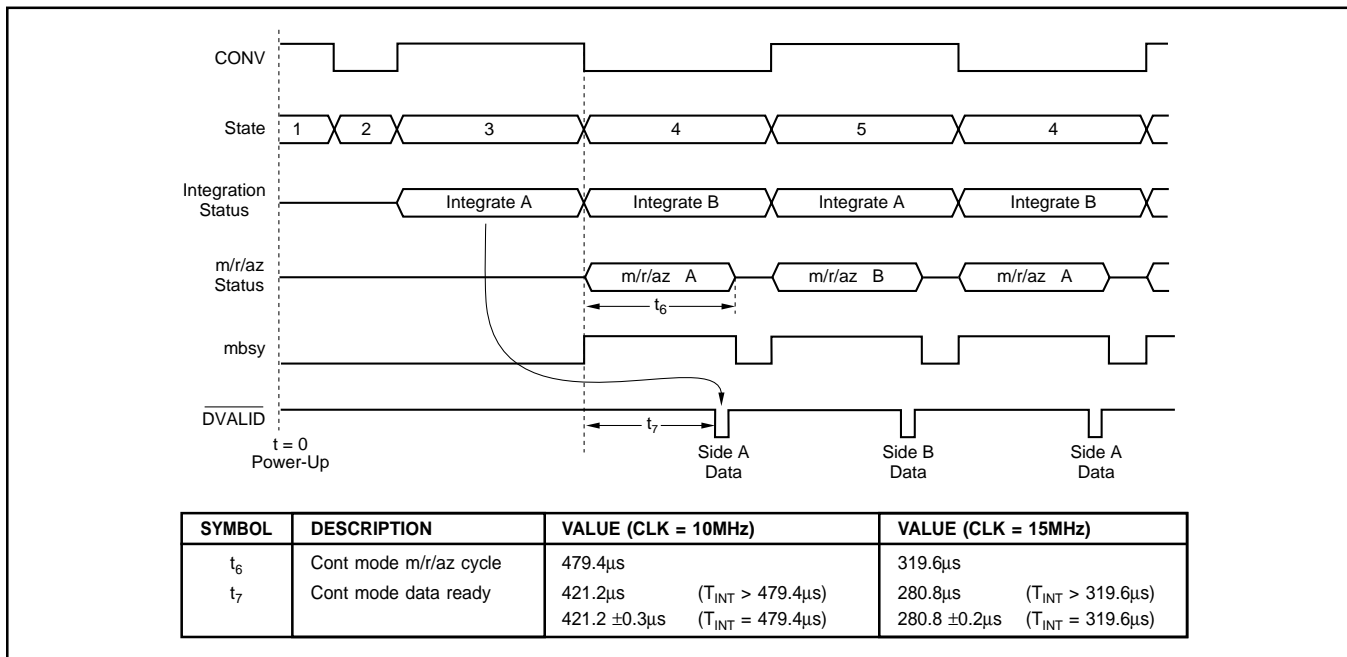 CONV
State
1 2 3 4 5 4
Integration
Status
Integrate A Integrate B Integrate A Integrate B
m/r/az
Status
m/r/az A m/r/az B m/r/az A
t6
mbsy
DVALID
t7
t = 0
Power-Up
Side A
Data
Side B
Data
Side A
Data
SYMBOL DESCRIPTION VALUE (CLK = 10MHz) VALUE (CLK = 15MHz)
t6 Cont mode m/r/az cycle 479.4µs 319.6µs
t7 Cont mode data ready 421.2µs (TINT > 479.4µs) 280.8µs (TINT > 319.6µs)
421.2 ±0.3µs (TINT = 479.4µs) 280.8 ±0.2µs (TINT = 319.6µs)